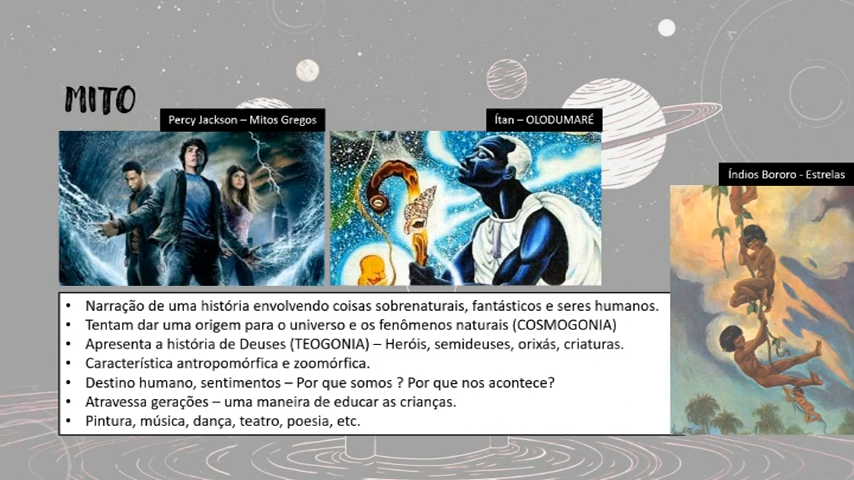 MITO
Percy Jackson – Mitos Gregos
Ítan – OLODUMARÉ
Índios Bororo - Estrelas
• Narração de uma história envolvendo coisas sobrenaturais, fantásticos e seres humanos.
• Tentam dar uma origem para o universo e os fenômenos naturais (COSMOGONIA)
• Apresenta a história de Deuses (TEOGONIA) – Heróis, semideuses, orixás, criaturas.
• Característica antropomórfica e zoomórfica.
• Destino humano, sentimentos – Por que somos ? Por que nos acontece?
• Atravessa gerações – uma maneira de educar as crianças.
• Pintura, música, dança, teatro, poesia, etc.